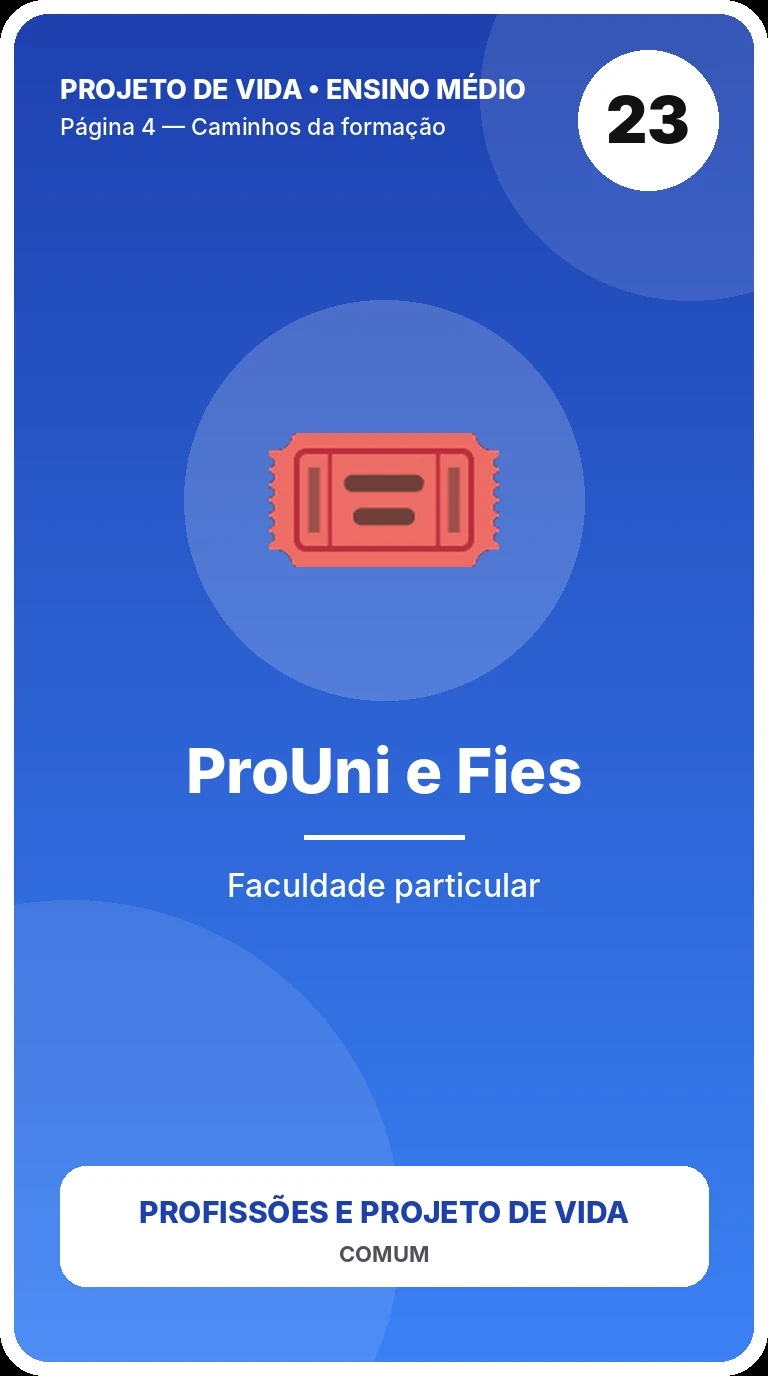 PROJETO DE VIDA • ENSINO MÉDIO
Página 4 — Caminhos da formação
23
ProUni e Fies
Faculdade particular
PROFISSÕES E PROJETO DE VIDA
COMUM